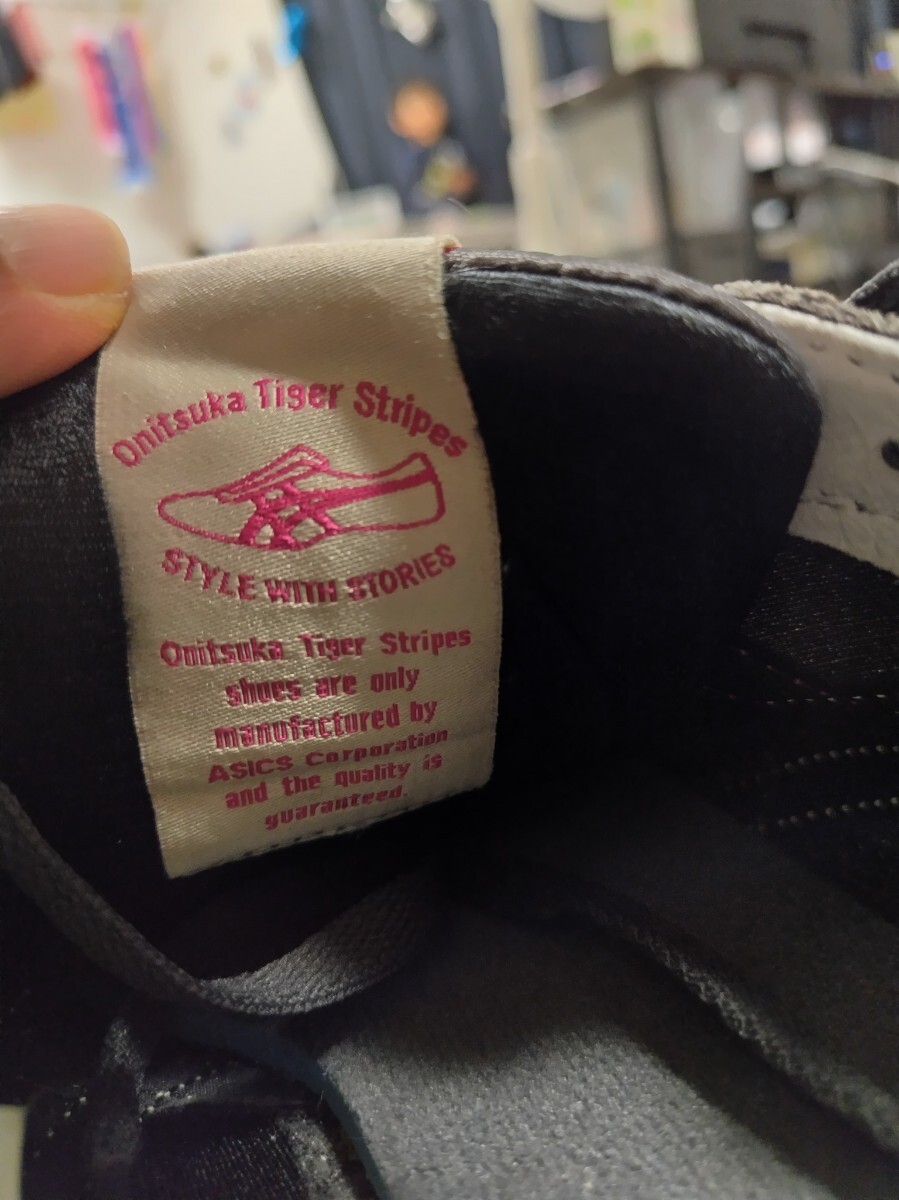 Onitsuka Tiger Stripes
STYLE WITH STORIES
Onitsuka Tiger Stripes
shoes are only
manufactured by
ASICS Corporation
and the quality is
guaranteed.